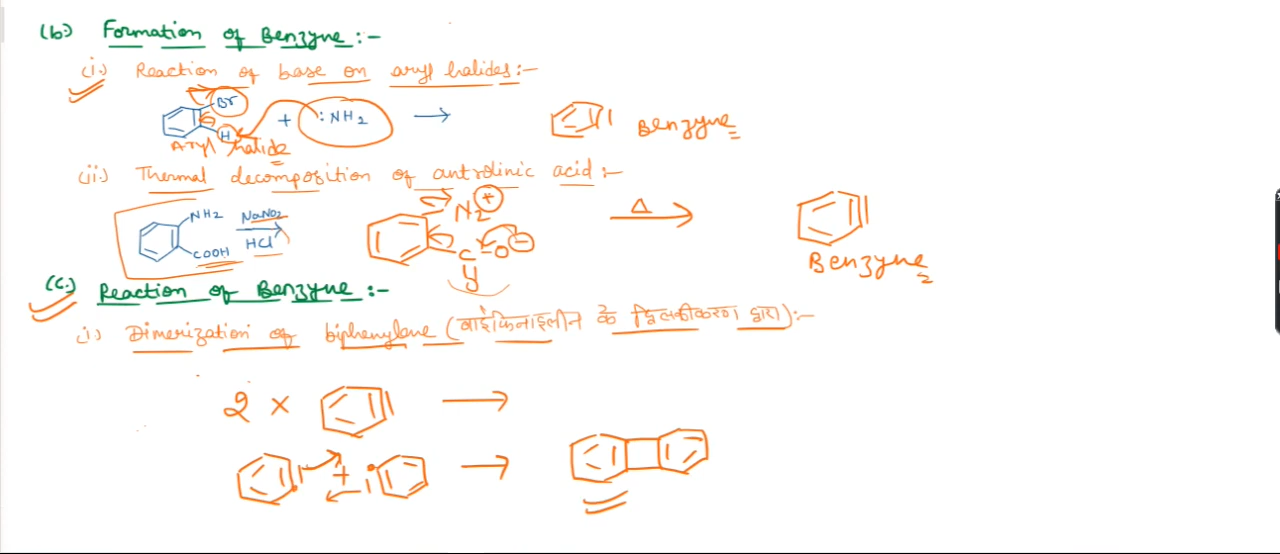 (b) Formation of Benzyne :-
(i) Reaction of base on aryl halides :-
Br
H + :NH2 → Benzyne
Aryl halide
(ii) Thermal decomposition of antrolinic acid :-
NH2 NaNO2 N2 ⊕ Δ
COOH HCl C-O ⊖
Benzyne
(c) Reaction of Benzyne :-
(i) Dimerization of biphenylene (बाईफिनाइलीन के द्विलकीकरण द्वारा) :-
2 × →
+ →